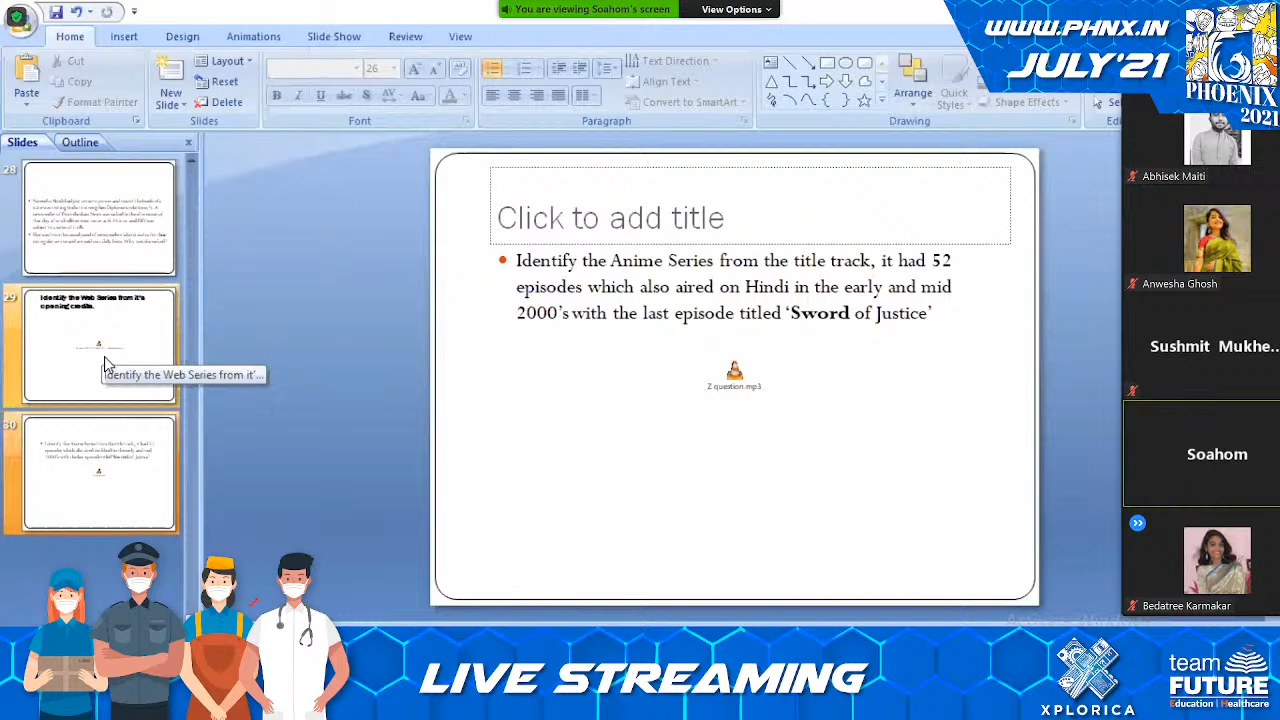 You are viewing Soahom's screen
View Options
WWW.PHNX.IN
JULY'21
PHOENIX
2021
Home
Insert
Design
Animations
Slide Show
Review
View
Paste
Cut
Copy
Format Painter
Clipboard
New
Slide
Layout
Reset
Delete
Slides
26
B I U abc S AV Aa A
Font
Text Direction
Align Text
Convert to SmartArt
Paragraph
Arrange
Quick
Styles
Shape Effects
Drawing
Slides
Outline
28
29
Identify the Web Series from it's
opening credits.
Identify the Web Series from it'...
30
Click to add title
Identify the Anime Series from the title track, it had 52
episodes which also aired on Hindi in the early and mid
2000's with the last episode titled 'Sword of Justice'
Z question.mp3
Abhisek Maiti
Anwesha Ghosh
Sushmit Mukhe...
Soahom
Bedatree Karmakar
LIVE STREAMING
XPLORICA
team
FUTURE
Education | Healthcare